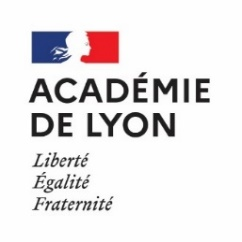 ACADÉMIE
DE LYON
Liberté
Égalité
Fraternité